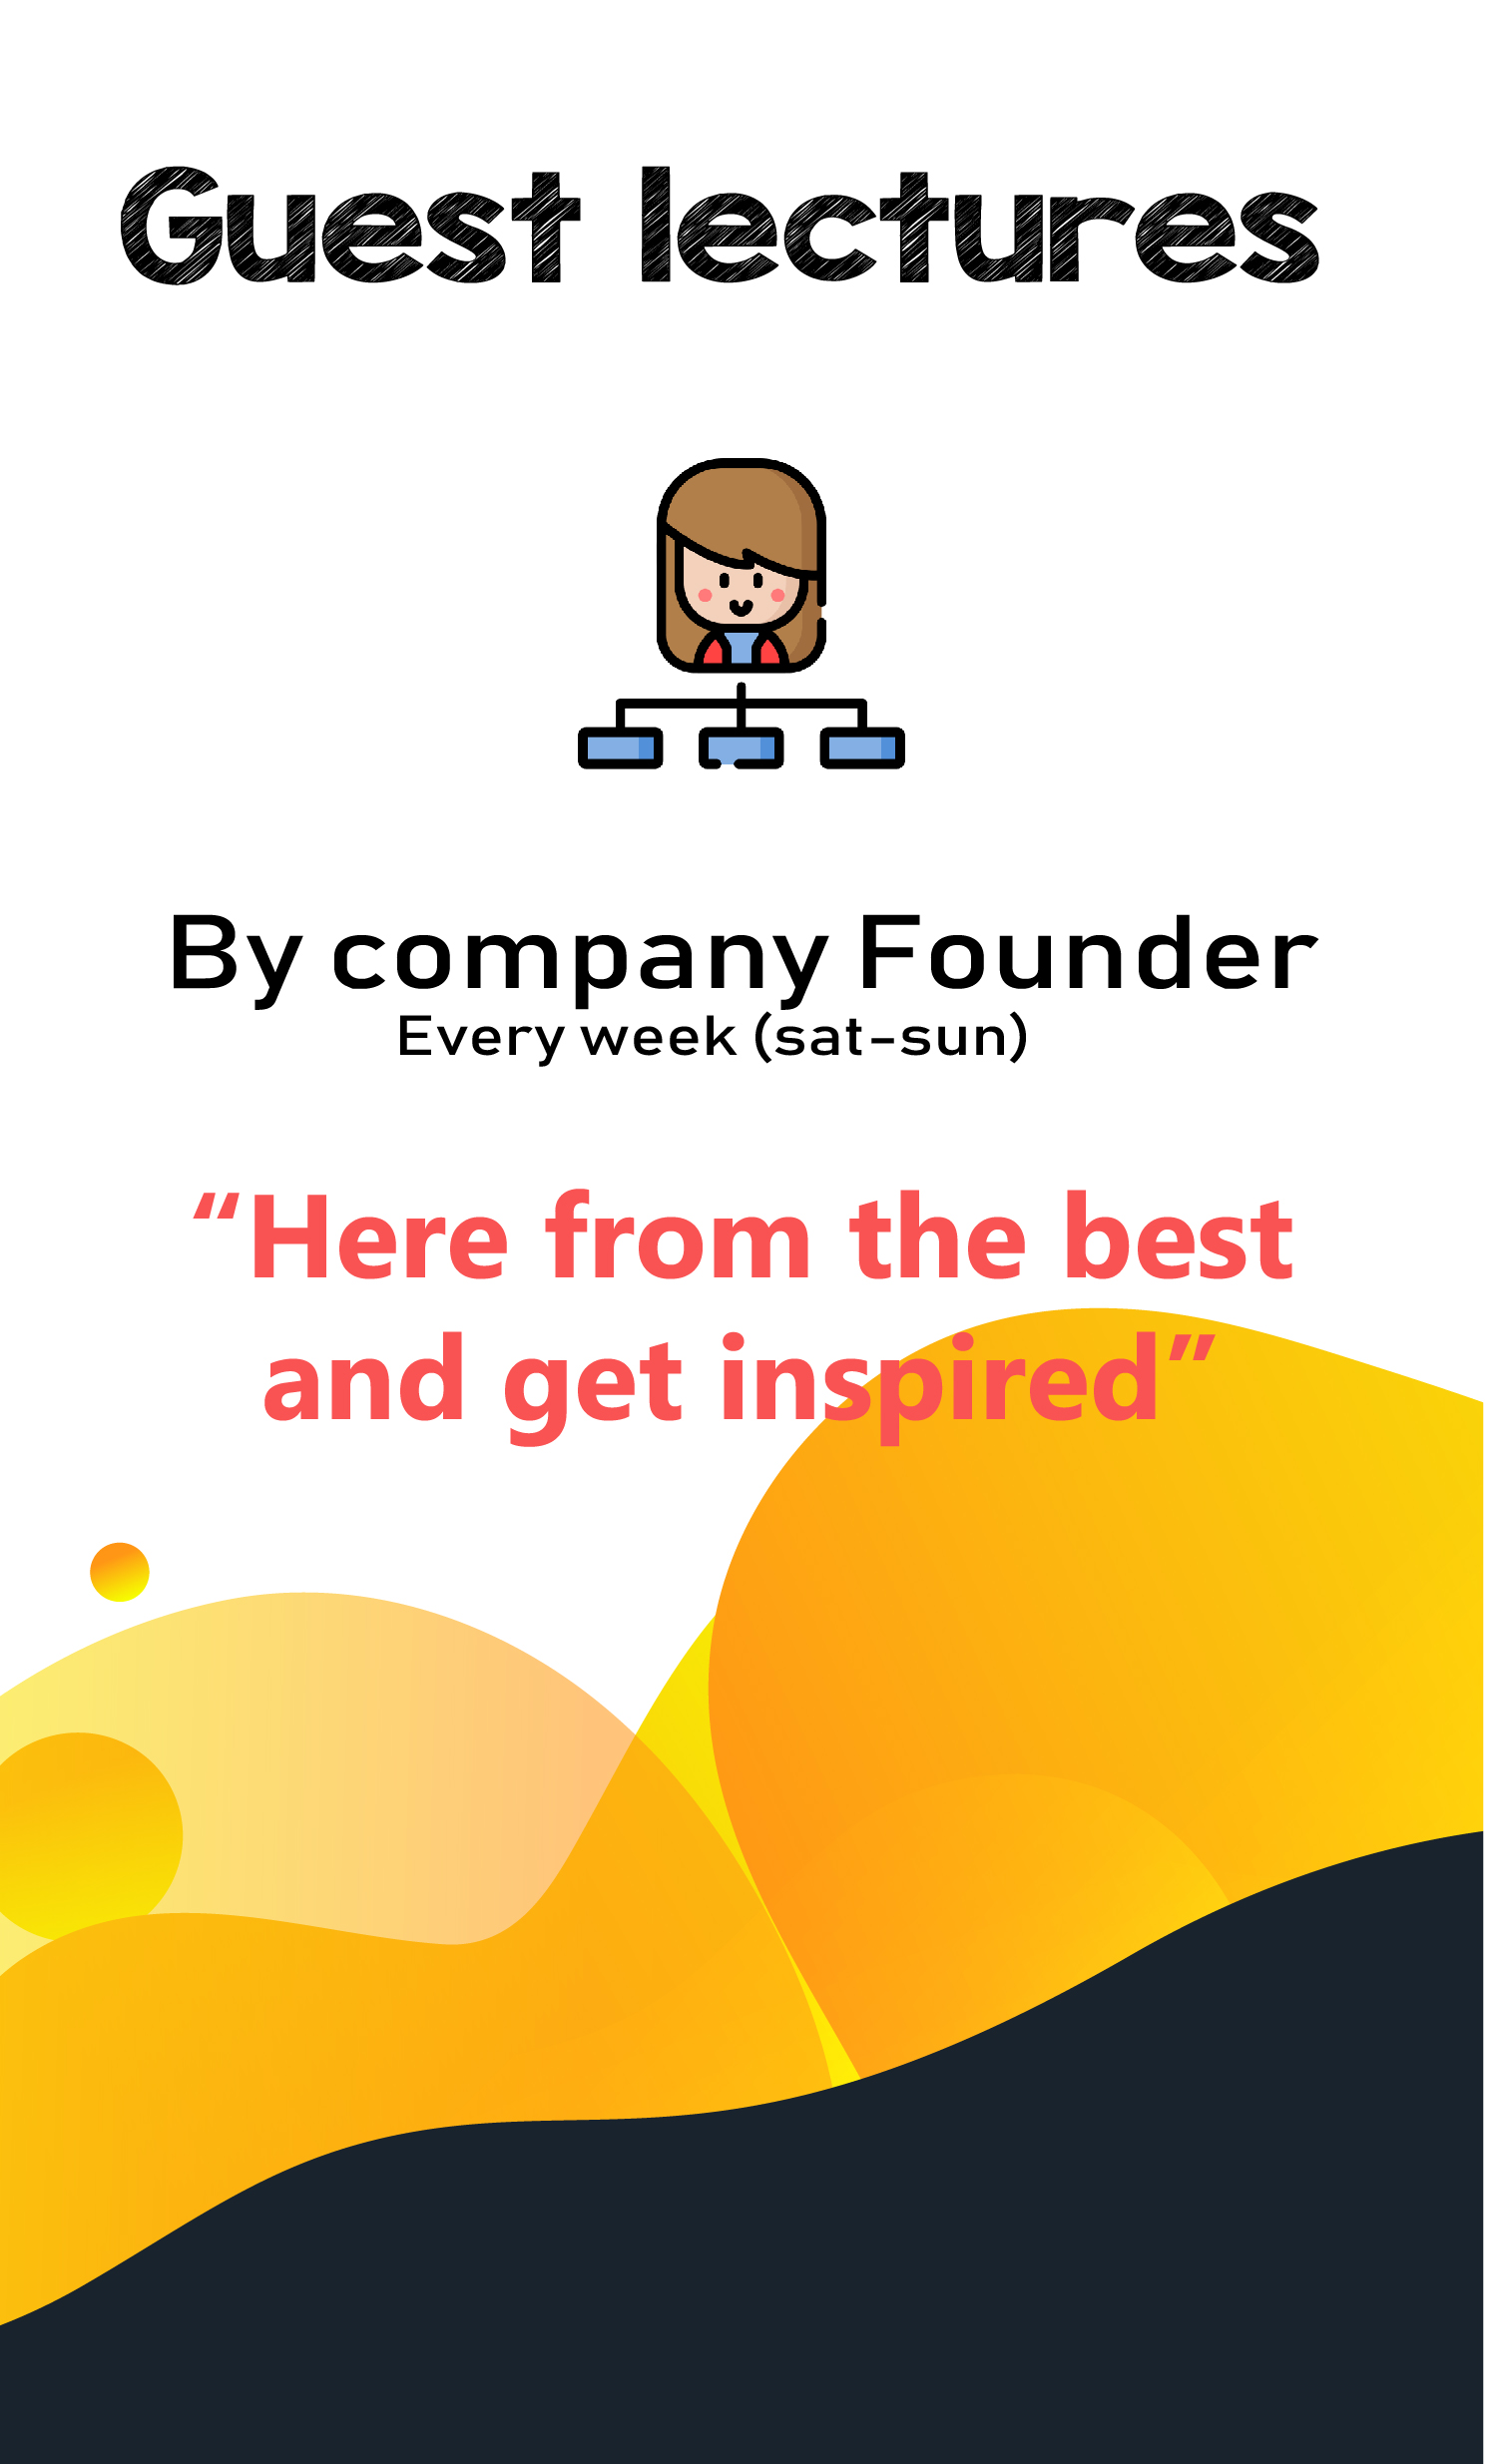 Guest lectures
By company Founder
Every week (sat-sun)
“Here from the best
and get inspired”